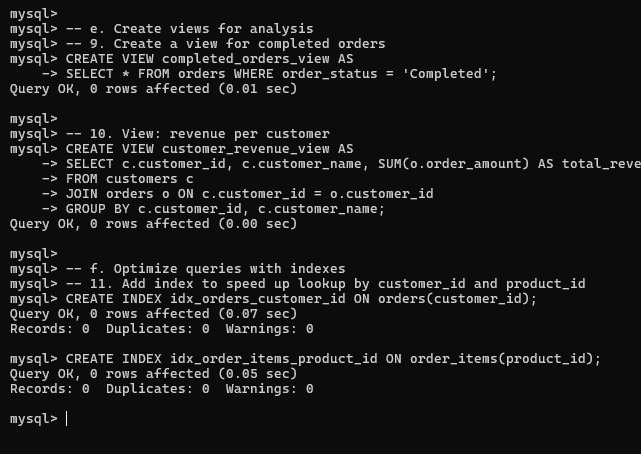 mysql>
mysql> -- e. Create views for analysis
mysql> -- 9. Create a view for completed orders
mysql> CREATE VIEW completed_orders_view AS
    -> SELECT * FROM orders WHERE order_status = 'Completed';
Query OK, 0 rows affected (0.01 sec)

mysql>
mysql> -- 10. View: revenue per customer
mysql> CREATE VIEW customer_revenue_view AS
    -> SELECT c.customer_id, c.customer_name, SUM(o.order_amount) AS total_reve
    -> FROM customers c
    -> JOIN orders o ON c.customer_id = o.customer_id
    -> GROUP BY c.customer_id, c.customer_name;
Query OK, 0 rows affected (0.00 sec)

mysql>
mysql> -- f. Optimize queries with indexes
mysql> -- 11. Add index to speed up lookup by customer_id and product_id
mysql> CREATE INDEX idx_orders_customer_id ON orders(customer_id);
Query OK, 0 rows affected (0.07 sec)
Records: 0  Duplicates: 0  Warnings: 0

mysql> CREATE INDEX idx_order_items_product_id ON order_items(product_id);
Query OK, 0 rows affected (0.05 sec)
Records: 0  Duplicates: 0  Warnings: 0

mysql>